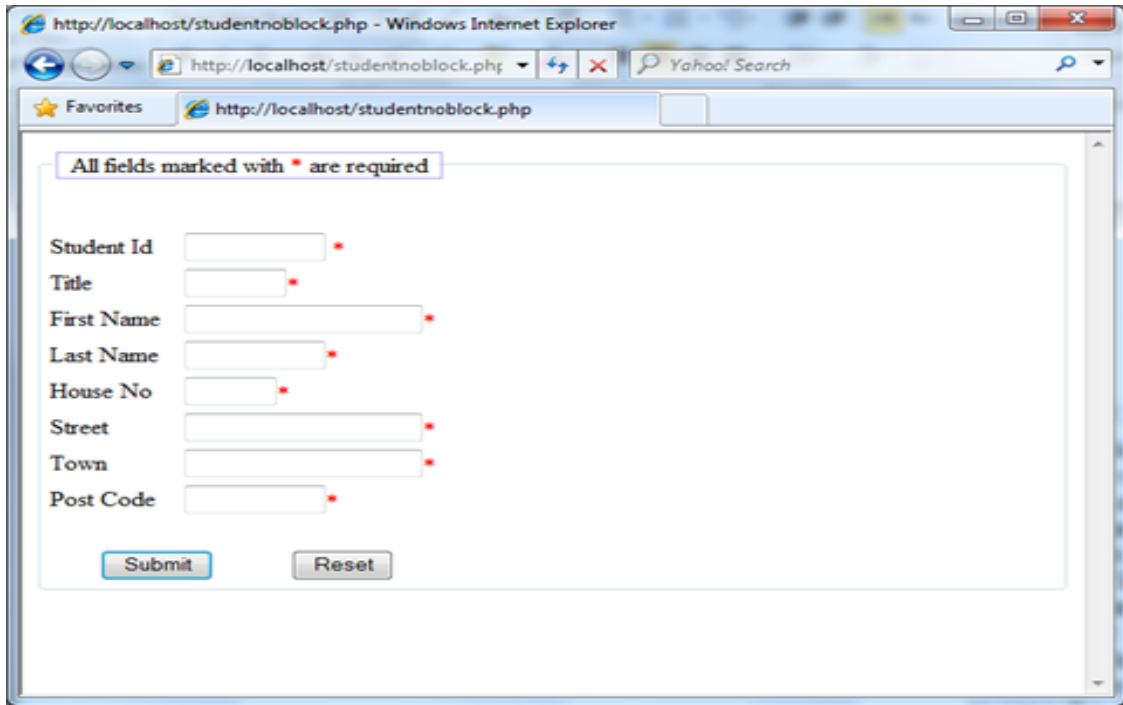 http://localhost/studentnoblock.php - Windows Internet Explorer
http://localhost/studentnoblock.php
Yahoo! Search
Favorites
http://localhost/studentnoblock.php
All fields marked with * are required
Student Id *
Title *
First Name *
Last Name *
House No *
Street *
Town *
Post Code *
Submit Reset